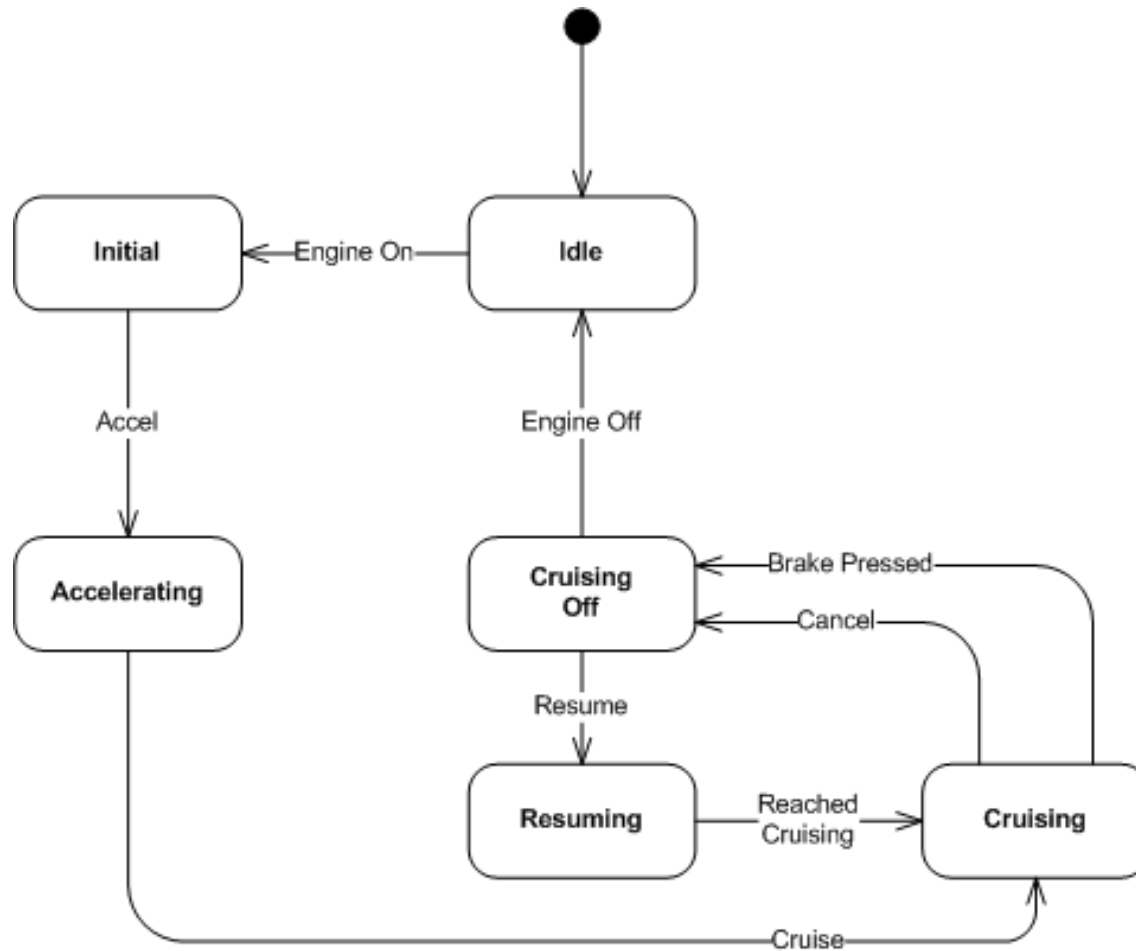 Initial
Engine On
Idle
Accel
Engine Off
Accelerating
Cruising
Off
Brake Pressed
Cancel
Resume
Resuming
Reached
Cruising
Cruising
Cruise